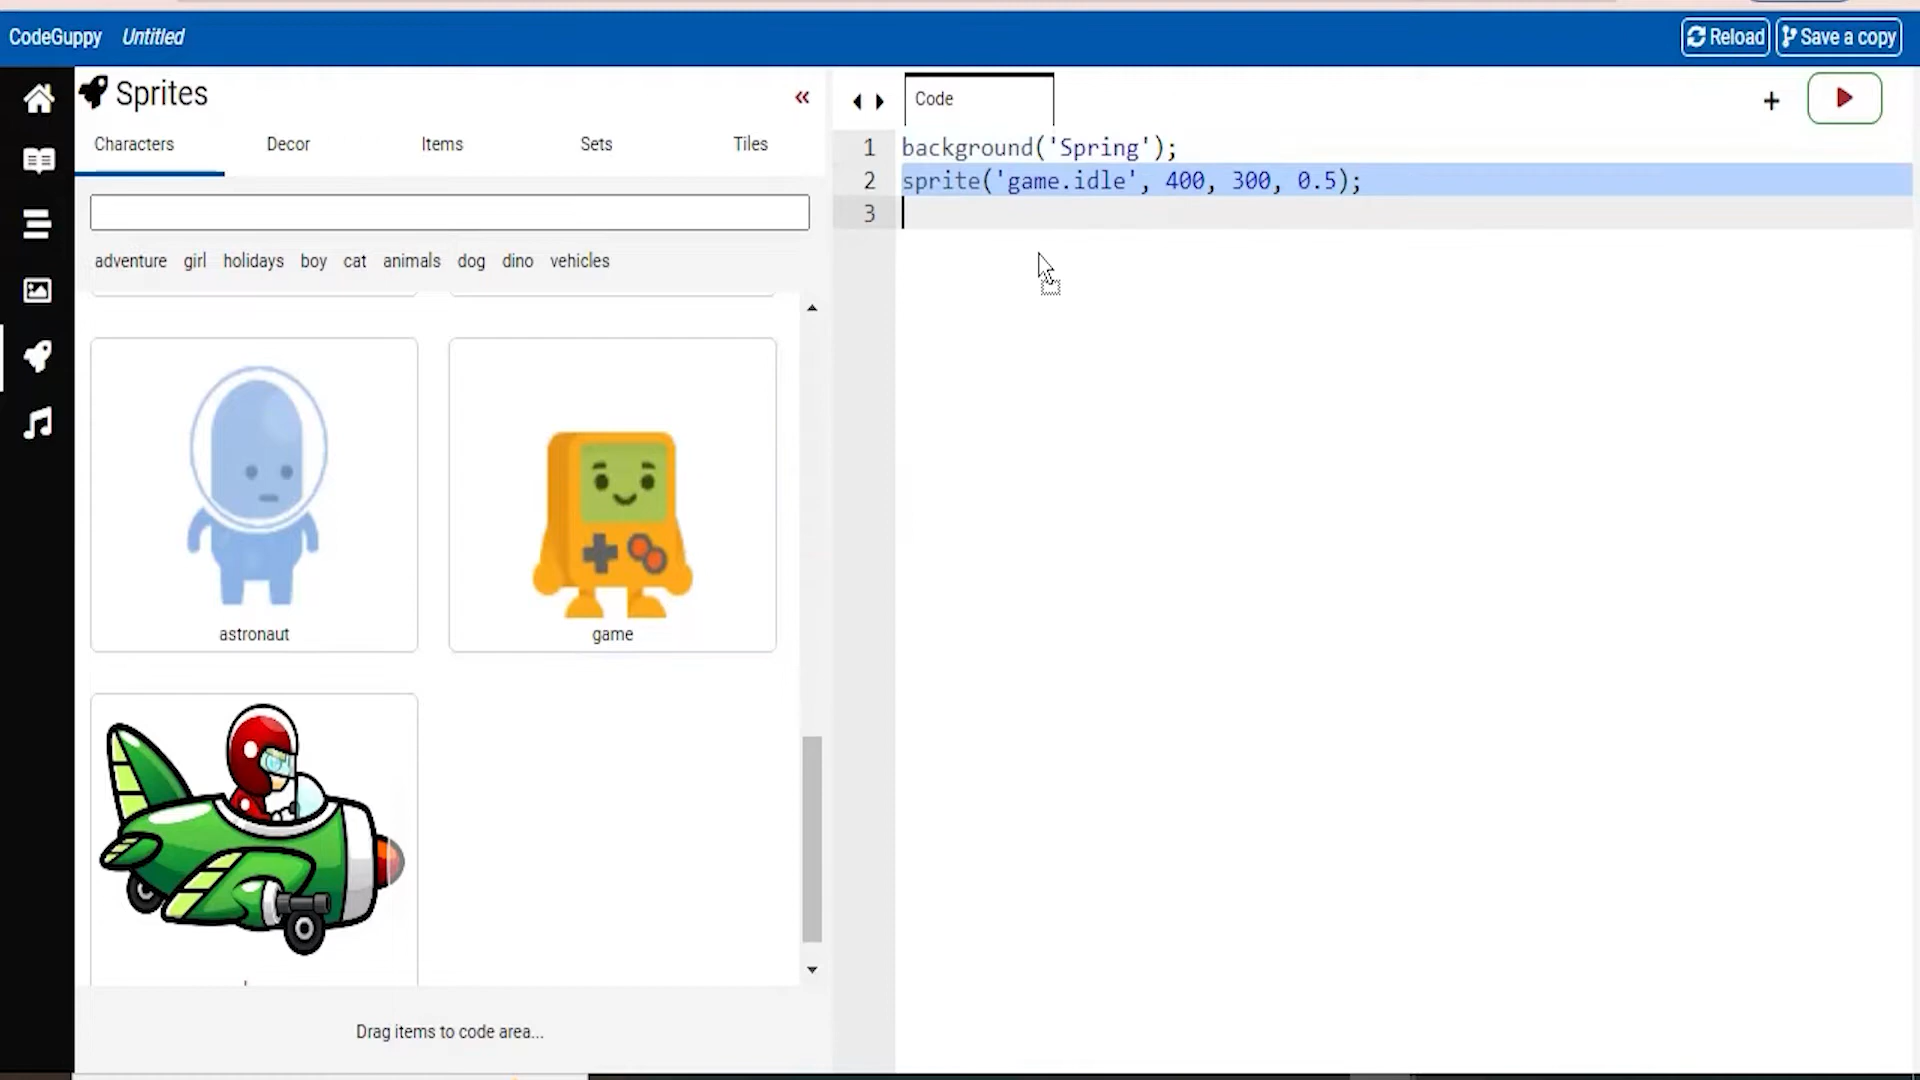 CodeGuppy Untitled Reload Save a copy
Sprites
Characters Decor Items Sets Tiles
adventure girl holidays boy cat animals dog dino vehicles
astronaut game
Drag items to code area...
Code
1 background('Spring');
2 sprite('game.idle', 400, 300, 0.5);
3